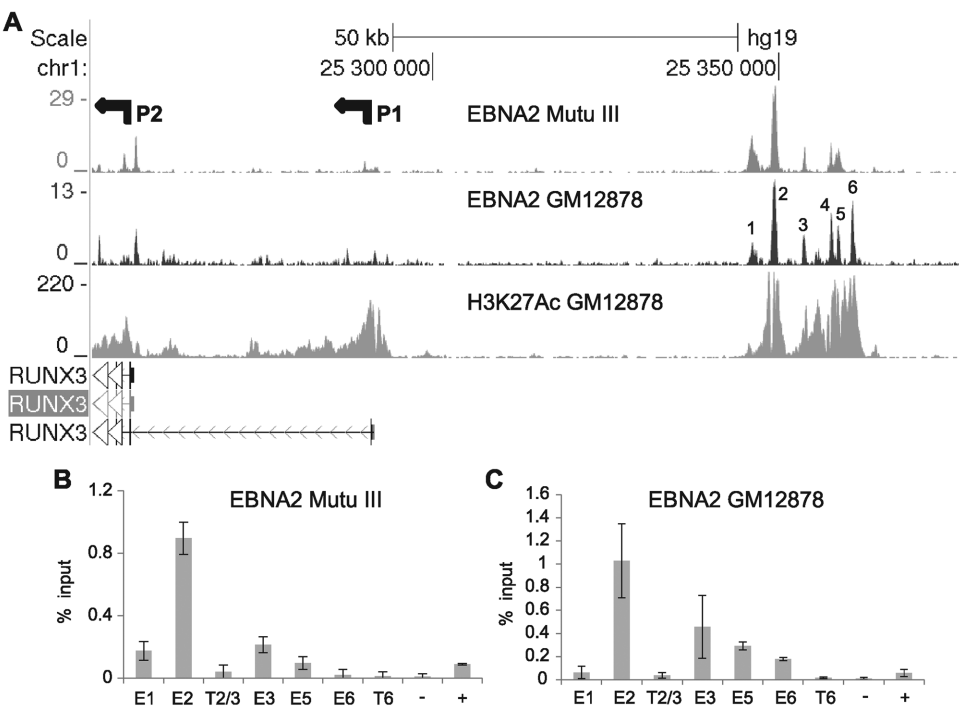 A
Scale 50 kb hg19
chr1: 25 300 000 25 350 000
29 - P2 P1 EBNA2 Mutu III
0
13 - EBNA2 GM12878
1 2 3 4 5 6
0
220 - H3K27Ac GM12878
0
RUNX3
RUNX3
RUNX3
B
EBNA2 Mutu III
% input
1.2
0.8
0.4
0
E1 E2 T2/3 E3 E5 E6 T6 - +
C
EBNA2 GM12878
% input
1.6
1.4
1.2
1
0.8
0.6
0.4
0.2
0
E1 E2 T2/3 E3 E5 E6 T6 - +